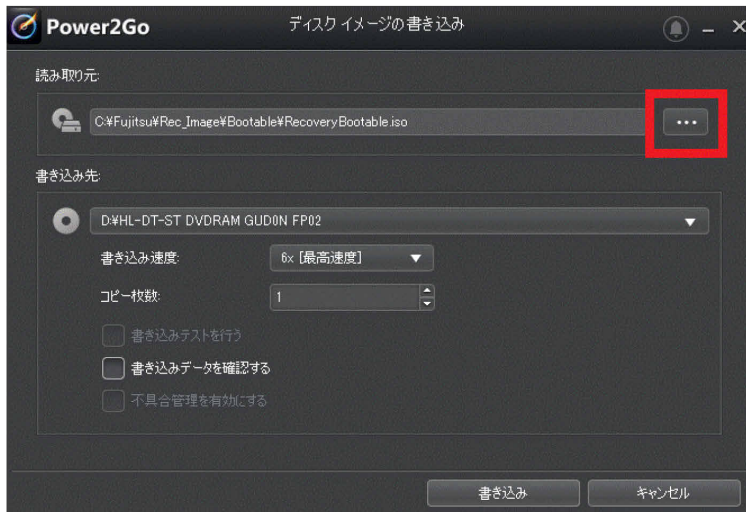 Power2Go
ディスク イメージの書き込み
読み取り元:
C:¥Fujitsu¥Rec_Image¥Bootable¥RecoveryBootable.iso
...
書き込み先:
D:¥HL-DT-ST DVDRAM GUD0N FP02
書き込み速度:
6x [最高速度]
コピー枚数:
1
書き込みテストを行う
書き込みデータを確認する
不具合管理を有効にする
書き込み
キャンセル